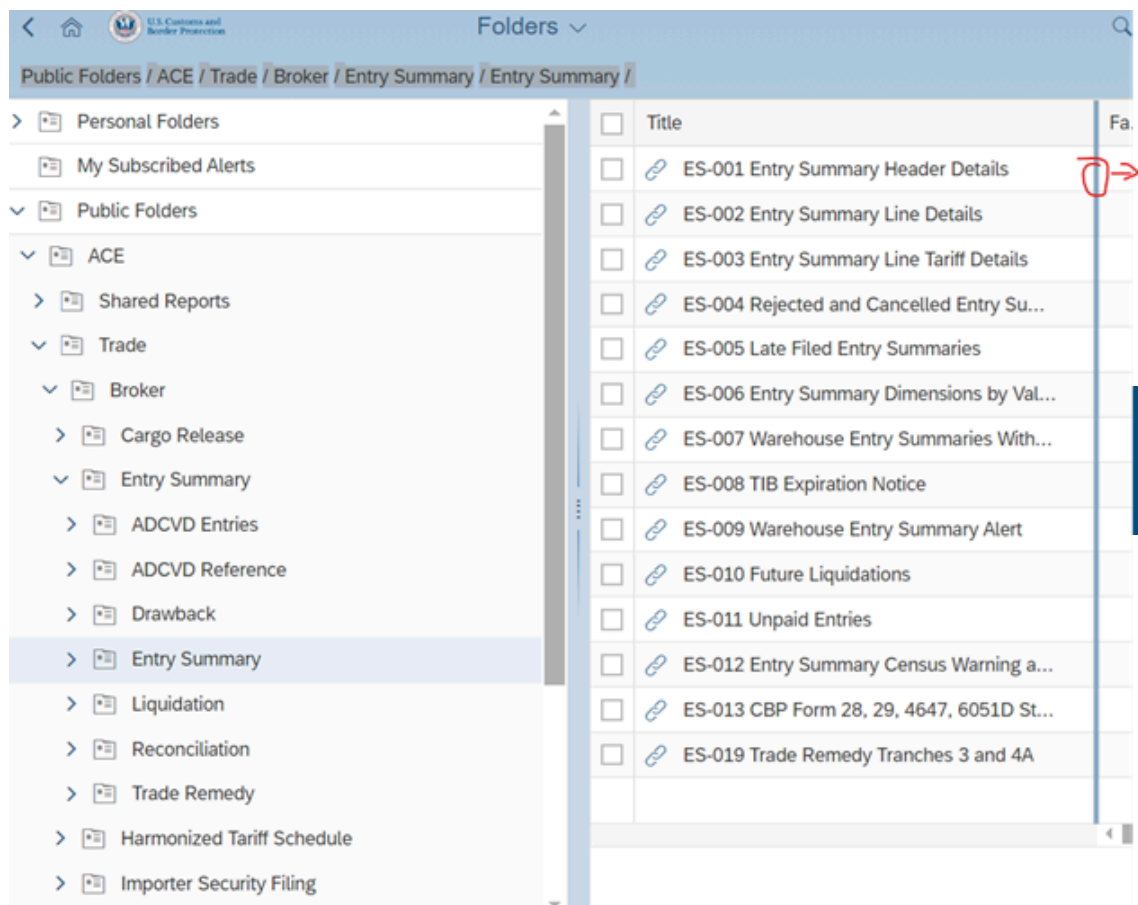 U.S. Customs and
Border Protection
Folders
Public Folders / ACE / Trade / Broker / Entry Summary / Entry Summary /
Personal Folders
My Subscribed Alerts
Public Folders
ACE
Shared Reports
Trade
Broker
Cargo Release
Entry Summary
ADCVD Entries
ADCVD Reference
Drawback
Entry Summary
Liquidation
Reconciliation
Trade Remedy
Harmonized Tariff Schedule
Importer Security Filing
Title Fa.
ES-001 Entry Summary Header Details
ES-002 Entry Summary Line Details
ES-003 Entry Summary Line Tariff Details
ES-004 Rejected and Cancelled Entry Su...
ES-005 Late Filed Entry Summaries
ES-006 Entry Summary Dimensions by Val...
ES-007 Warehouse Entry Summaries With...
ES-008 TIB Expiration Notice
ES-009 Warehouse Entry Summary Alert
ES-010 Future Liquidations
ES-011 Unpaid Entries
ES-012 Entry Summary Census Warning a...
ES-013 CBP Form 28, 29, 4647, 6051D St...
ES-019 Trade Remedy Tranches 3 and 4A